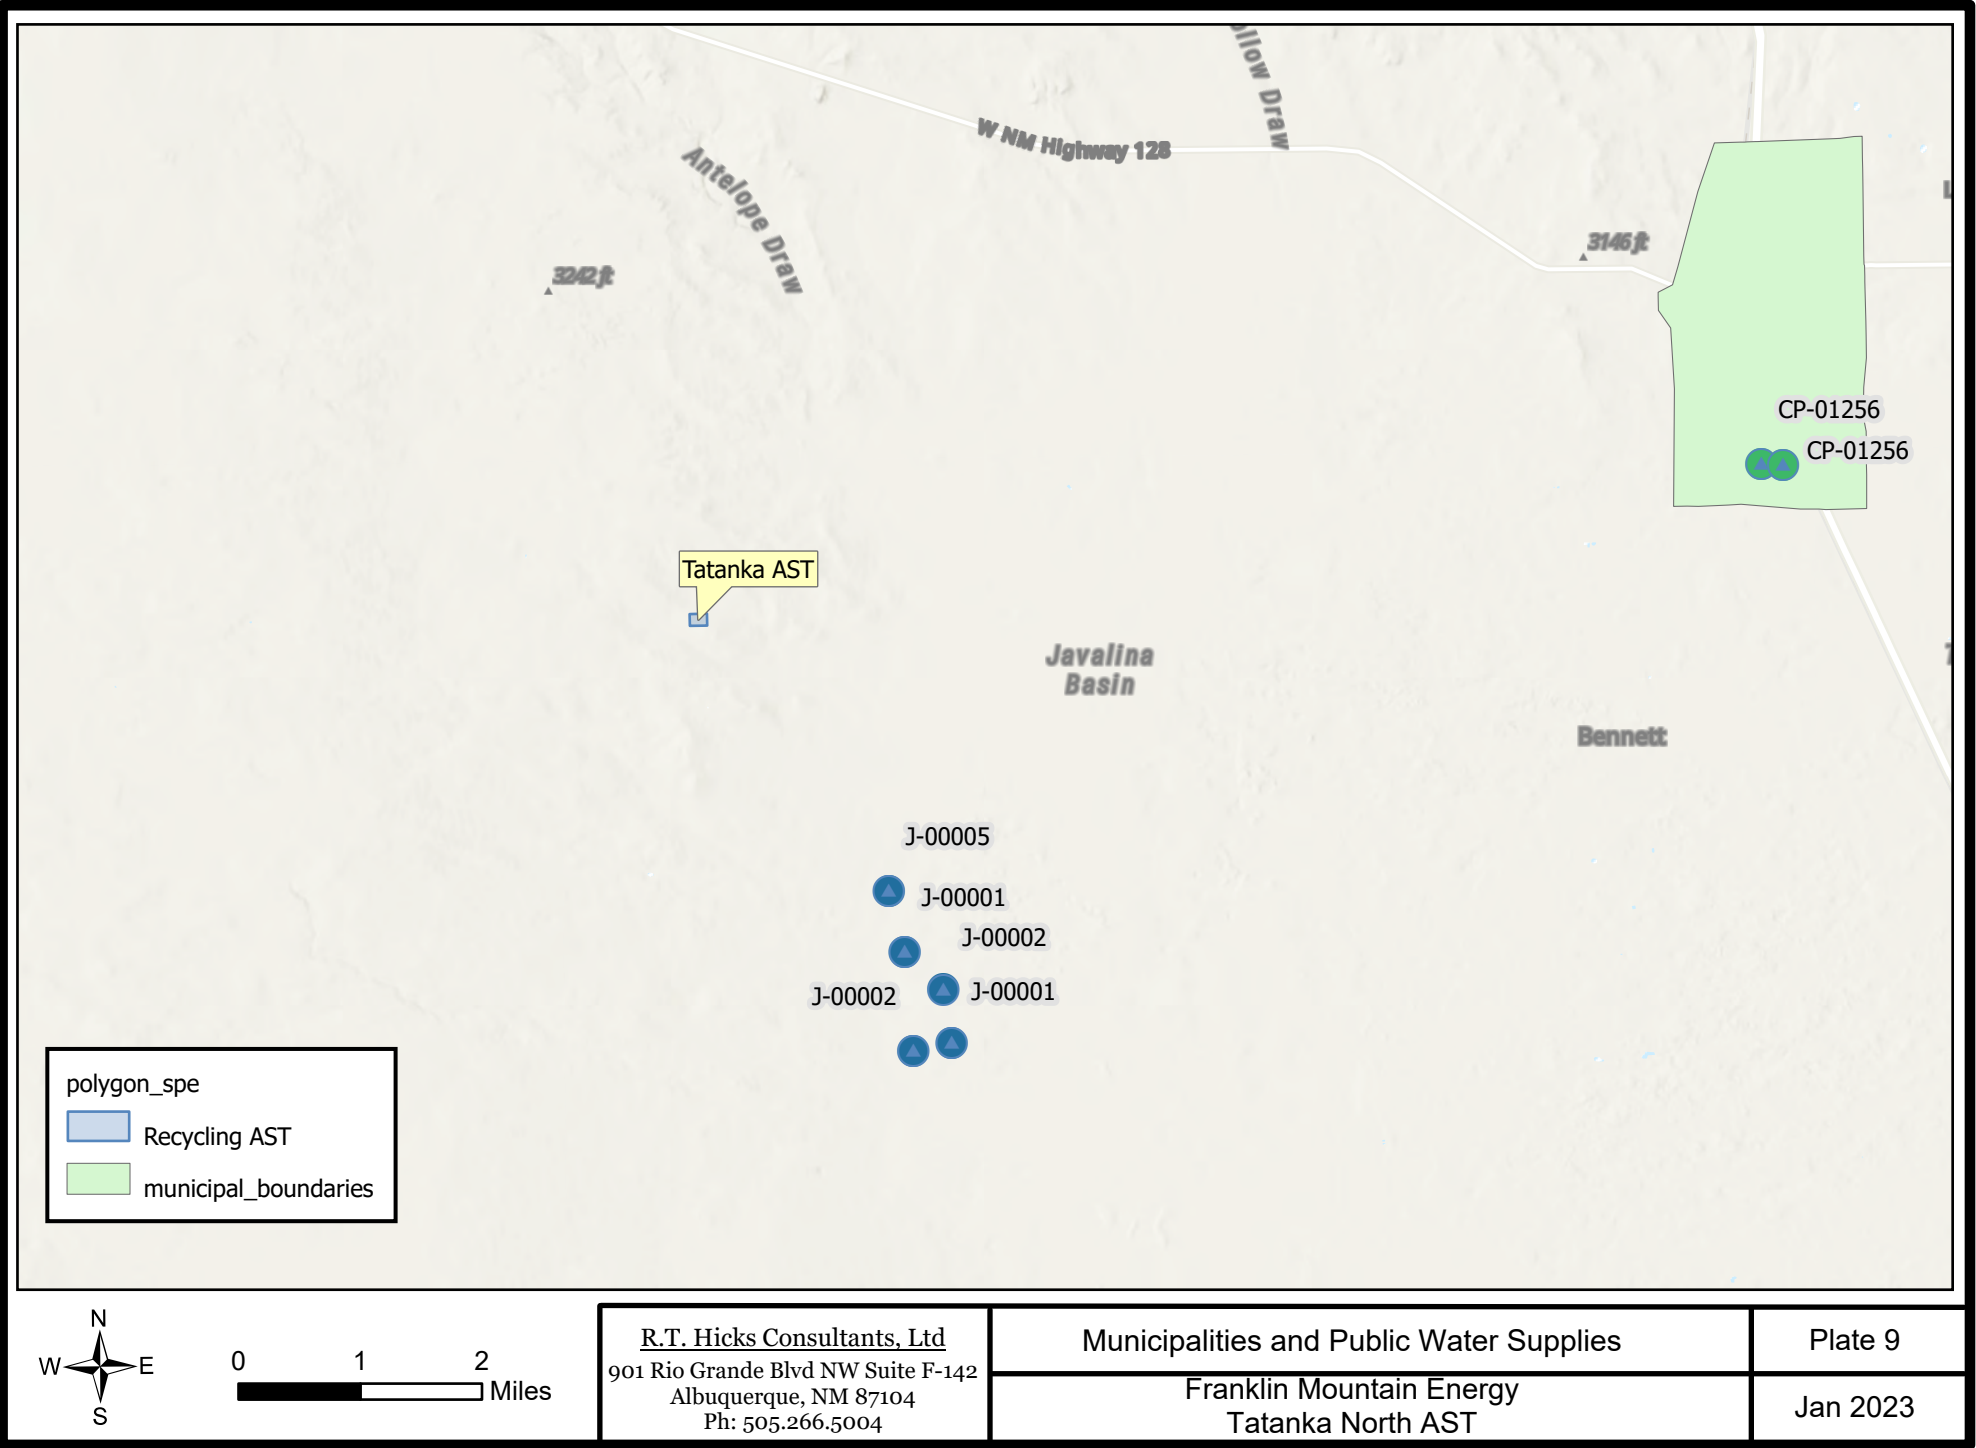 ollow Draw
W NM Highway 128
Antelope Draw
3146 ft
3242 ft
CP-01256
CP-01256
Tatanka AST
Javalina
Basin
Bennett
J-00005
J-00001
J-00002
J-00002
J-00001
polygon_spe
Recycling AST
municipal_boundaries
N
W E
S
0 1 2
Miles
R.T. Hicks Consultants, Ltd
901 Rio Grande Blvd NW Suite F-142
Albuquerque, NM 87104
Ph: 505.266.5004
Municipalities and Public Water Supplies
Franklin Mountain Energy
Tatanka North AST
Plate 9
Jan 2023